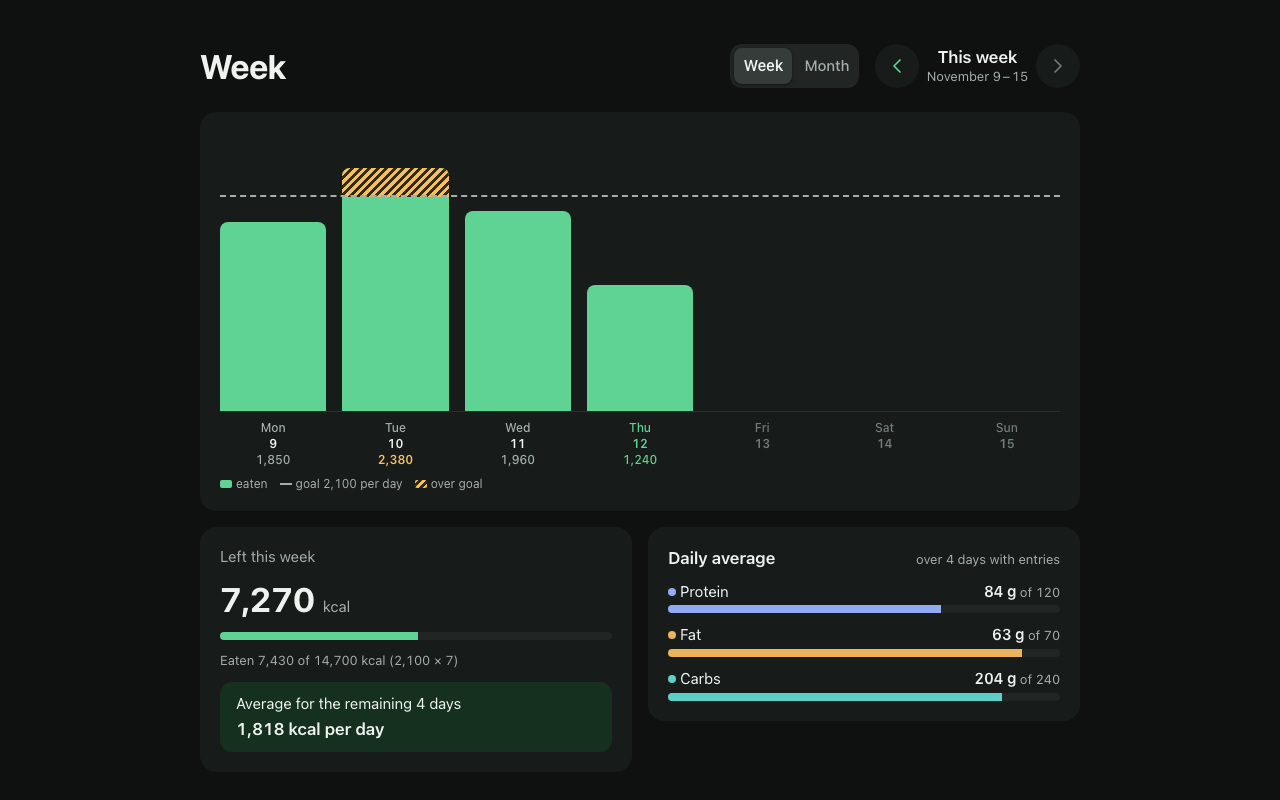 Week
Week Month
This week
November 9 – 15
Mon Tue Wed Thu Fri Sat Sun
9 10 11 12 13 14 15
1,850 2,380 1,960 1,240
eaten goal 2,100 per day over goal
Left this week
7,270 kcal
Eaten 7,430 of 14,700 kcal (2,100 × 7)
Average for the remaining 4 days
1,818 kcal per day
Daily average over 4 days with entries
Protein 84 g of 120
Fat 63 g of 70
Carbs 204 g of 240